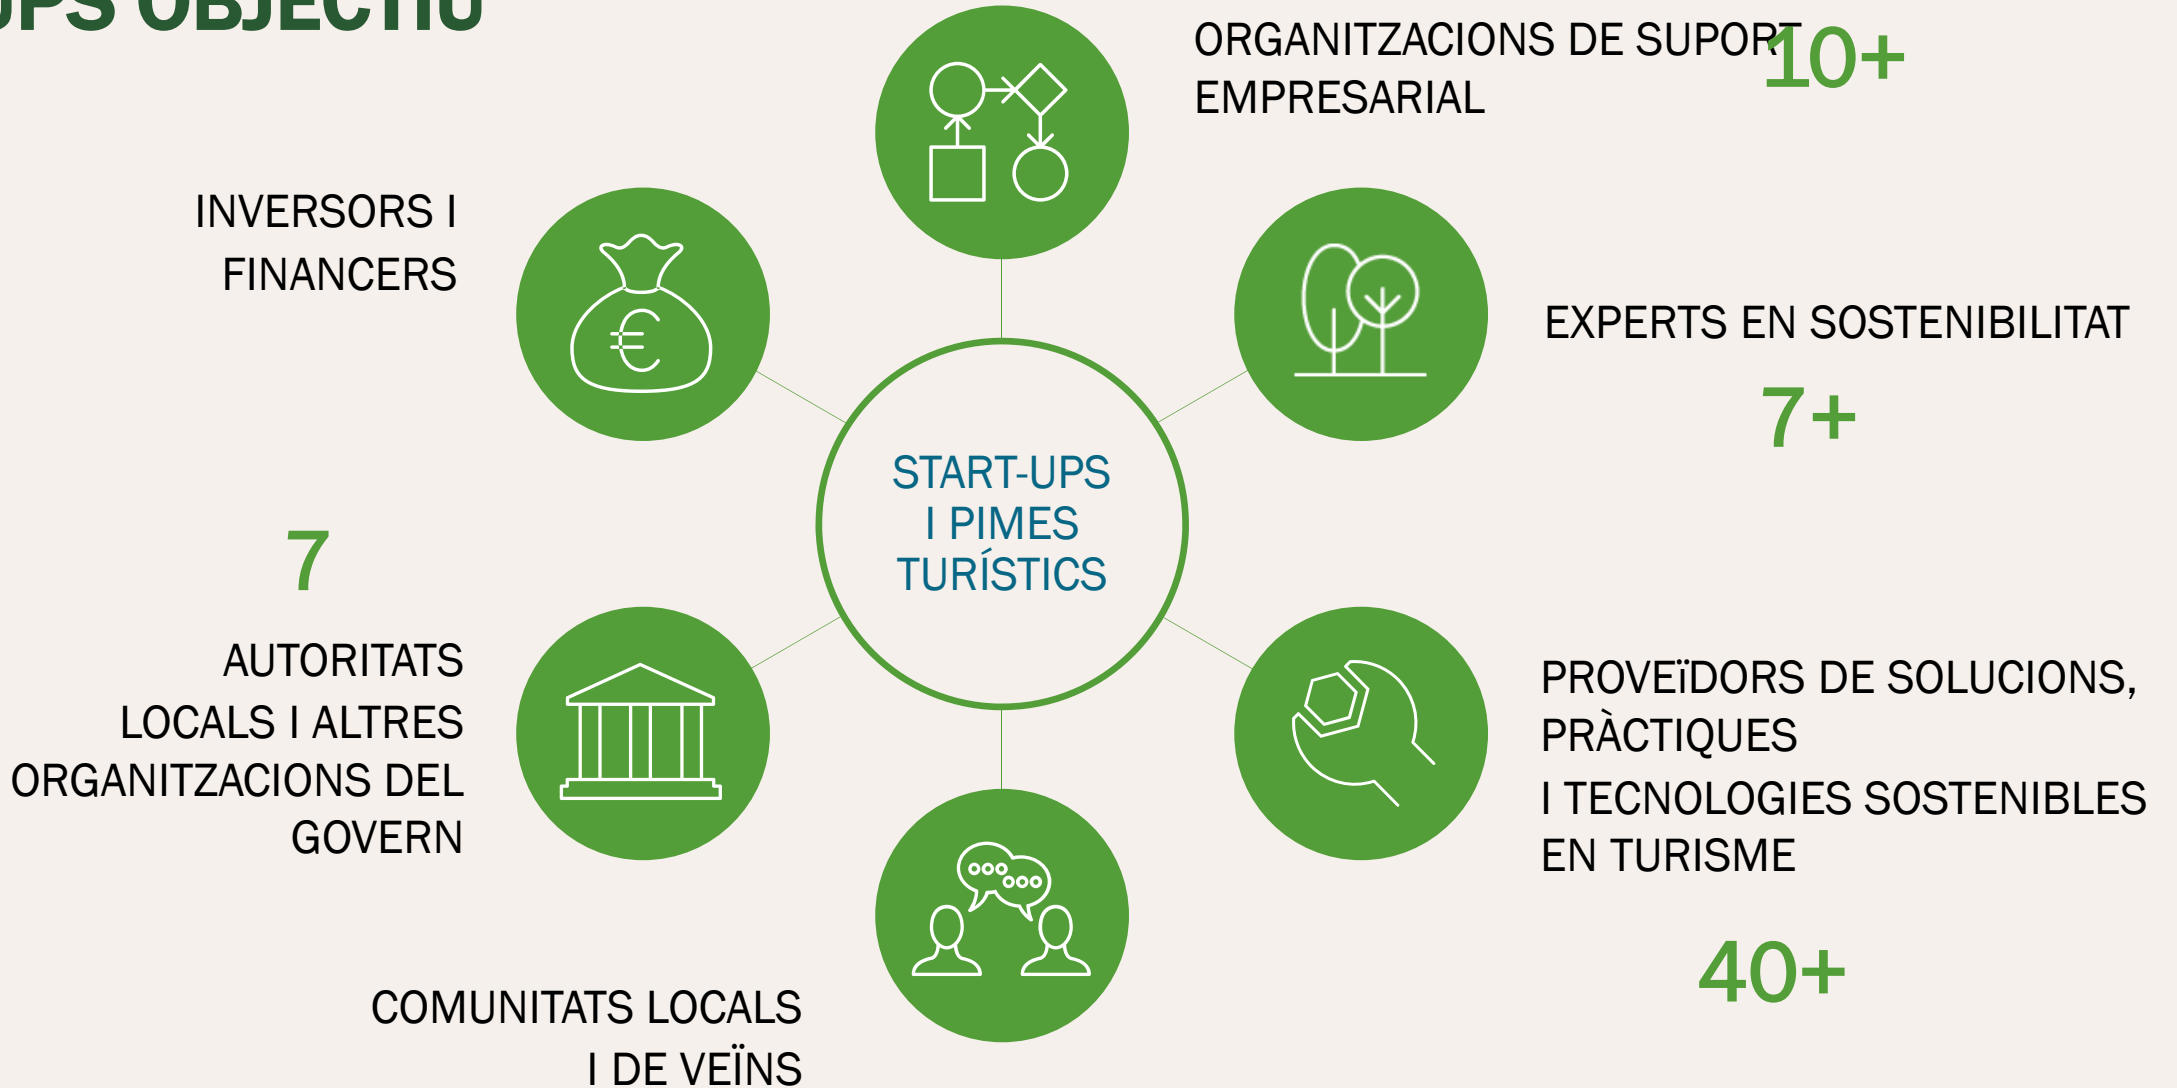 UPS OBJECTIU
ORGANITZACIONS DE SUPORT
EMPRESARIAL
10+
INVERSORS I
FINANCERS
EXPERTS EN SOSTENIBILITAT
7+
START-UPS
I PIMES
TURÍSTICS
7
AUTORITATS
LOCALS I ALTRES
ORGANITZACIONS DEL
GOVERN
PROVEïDORS DE SOLUCIONS,
PRÀCTIQUES
I TECNOLOGIES SOSTENIBLES
EN TURISME
40+
COMUNITATS LOCALS
I DE VEÏNS